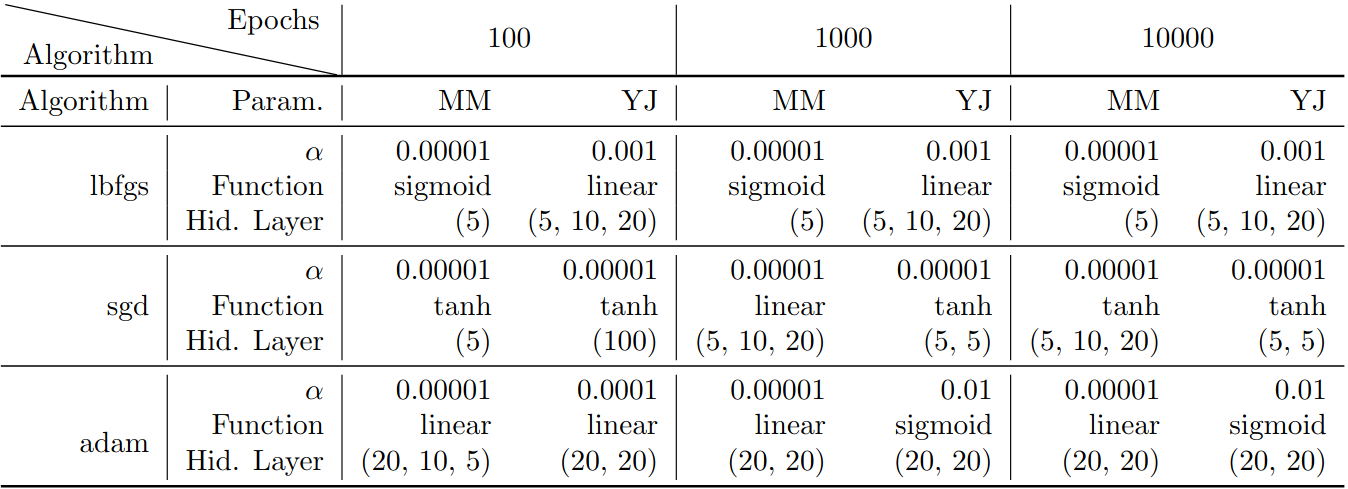 Epochs
Algorithm 100 1000 10000
Algorithm Param. MM YJ MM YJ MM YJ
α 0.00001 0.001 0.00001 0.001 0.00001 0.001
lbfgs Function sigmoid linear sigmoid linear sigmoid linear
Hid. Layer (5) (5, 10, 20) (5) (5, 10, 20) (5) (5, 10, 20)
α 0.00001 0.00001 0.00001 0.00001 0.00001 0.00001
sgd Function tanh tanh linear tanh tanh tanh
Hid. Layer (5) (100) (5, 10, 20) (5, 5) (5, 10, 20) (5, 5)
α 0.00001 0.0001 0.00001 0.01 0.00001 0.01
adam Function linear linear linear sigmoid linear sigmoid
Hid. Layer (20, 10, 5) (20, 20) (20, 20) (20, 20) (20, 20) (20, 20)